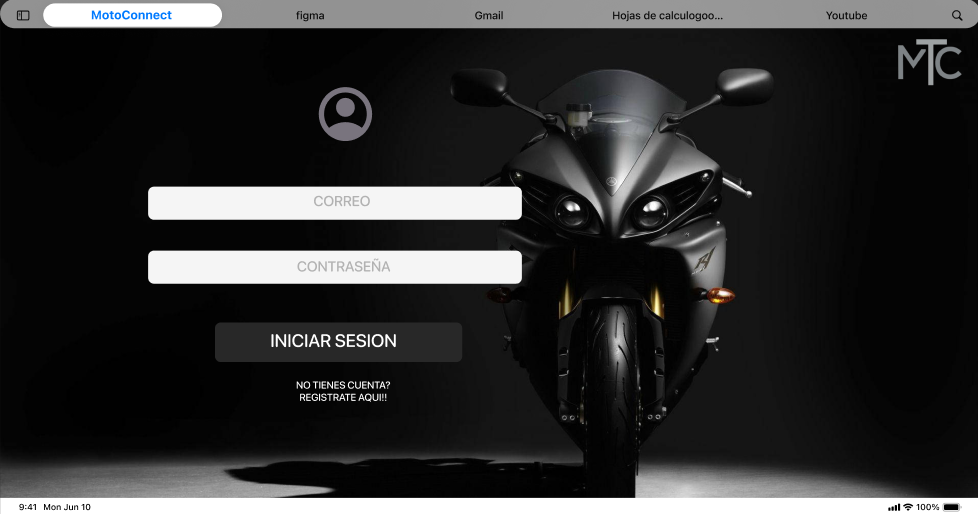 MotoConnect
figma
Gmail
Hojas de calculogoo...
Youtube
MTC
CORREO
CONTRASEÑA
INICIAR SESION
NO TIENES CUENTA?
REGISTRATE AQUI!!
9:41 Mon Jun 10
100%